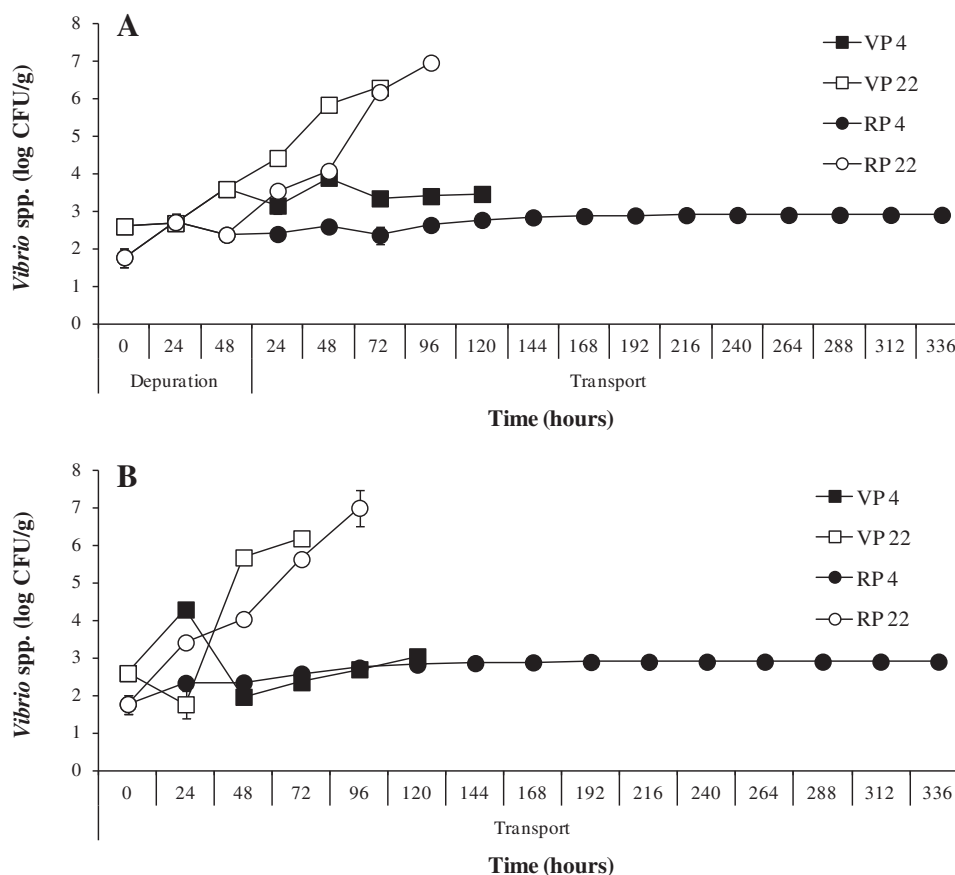 A
Vibrio spp. (log CFU/g)
8
7
6
5
4
3
2
1
0
VP 4
VP 22
RP 4
RP 22
0 24 48 24 48 72 96 120 144 168 192 216 240 264 288 312 336
Depuration Transport
Time (hours)
B
Vibrio spp. (log CFU/g)
8
7
6
5
4
3
2
1
0
VP 4
VP 22
RP 4
RP 22
0 24 48 72 96 120 144 168 192 216 240 264 288 312 336
Transport
Time (hours)